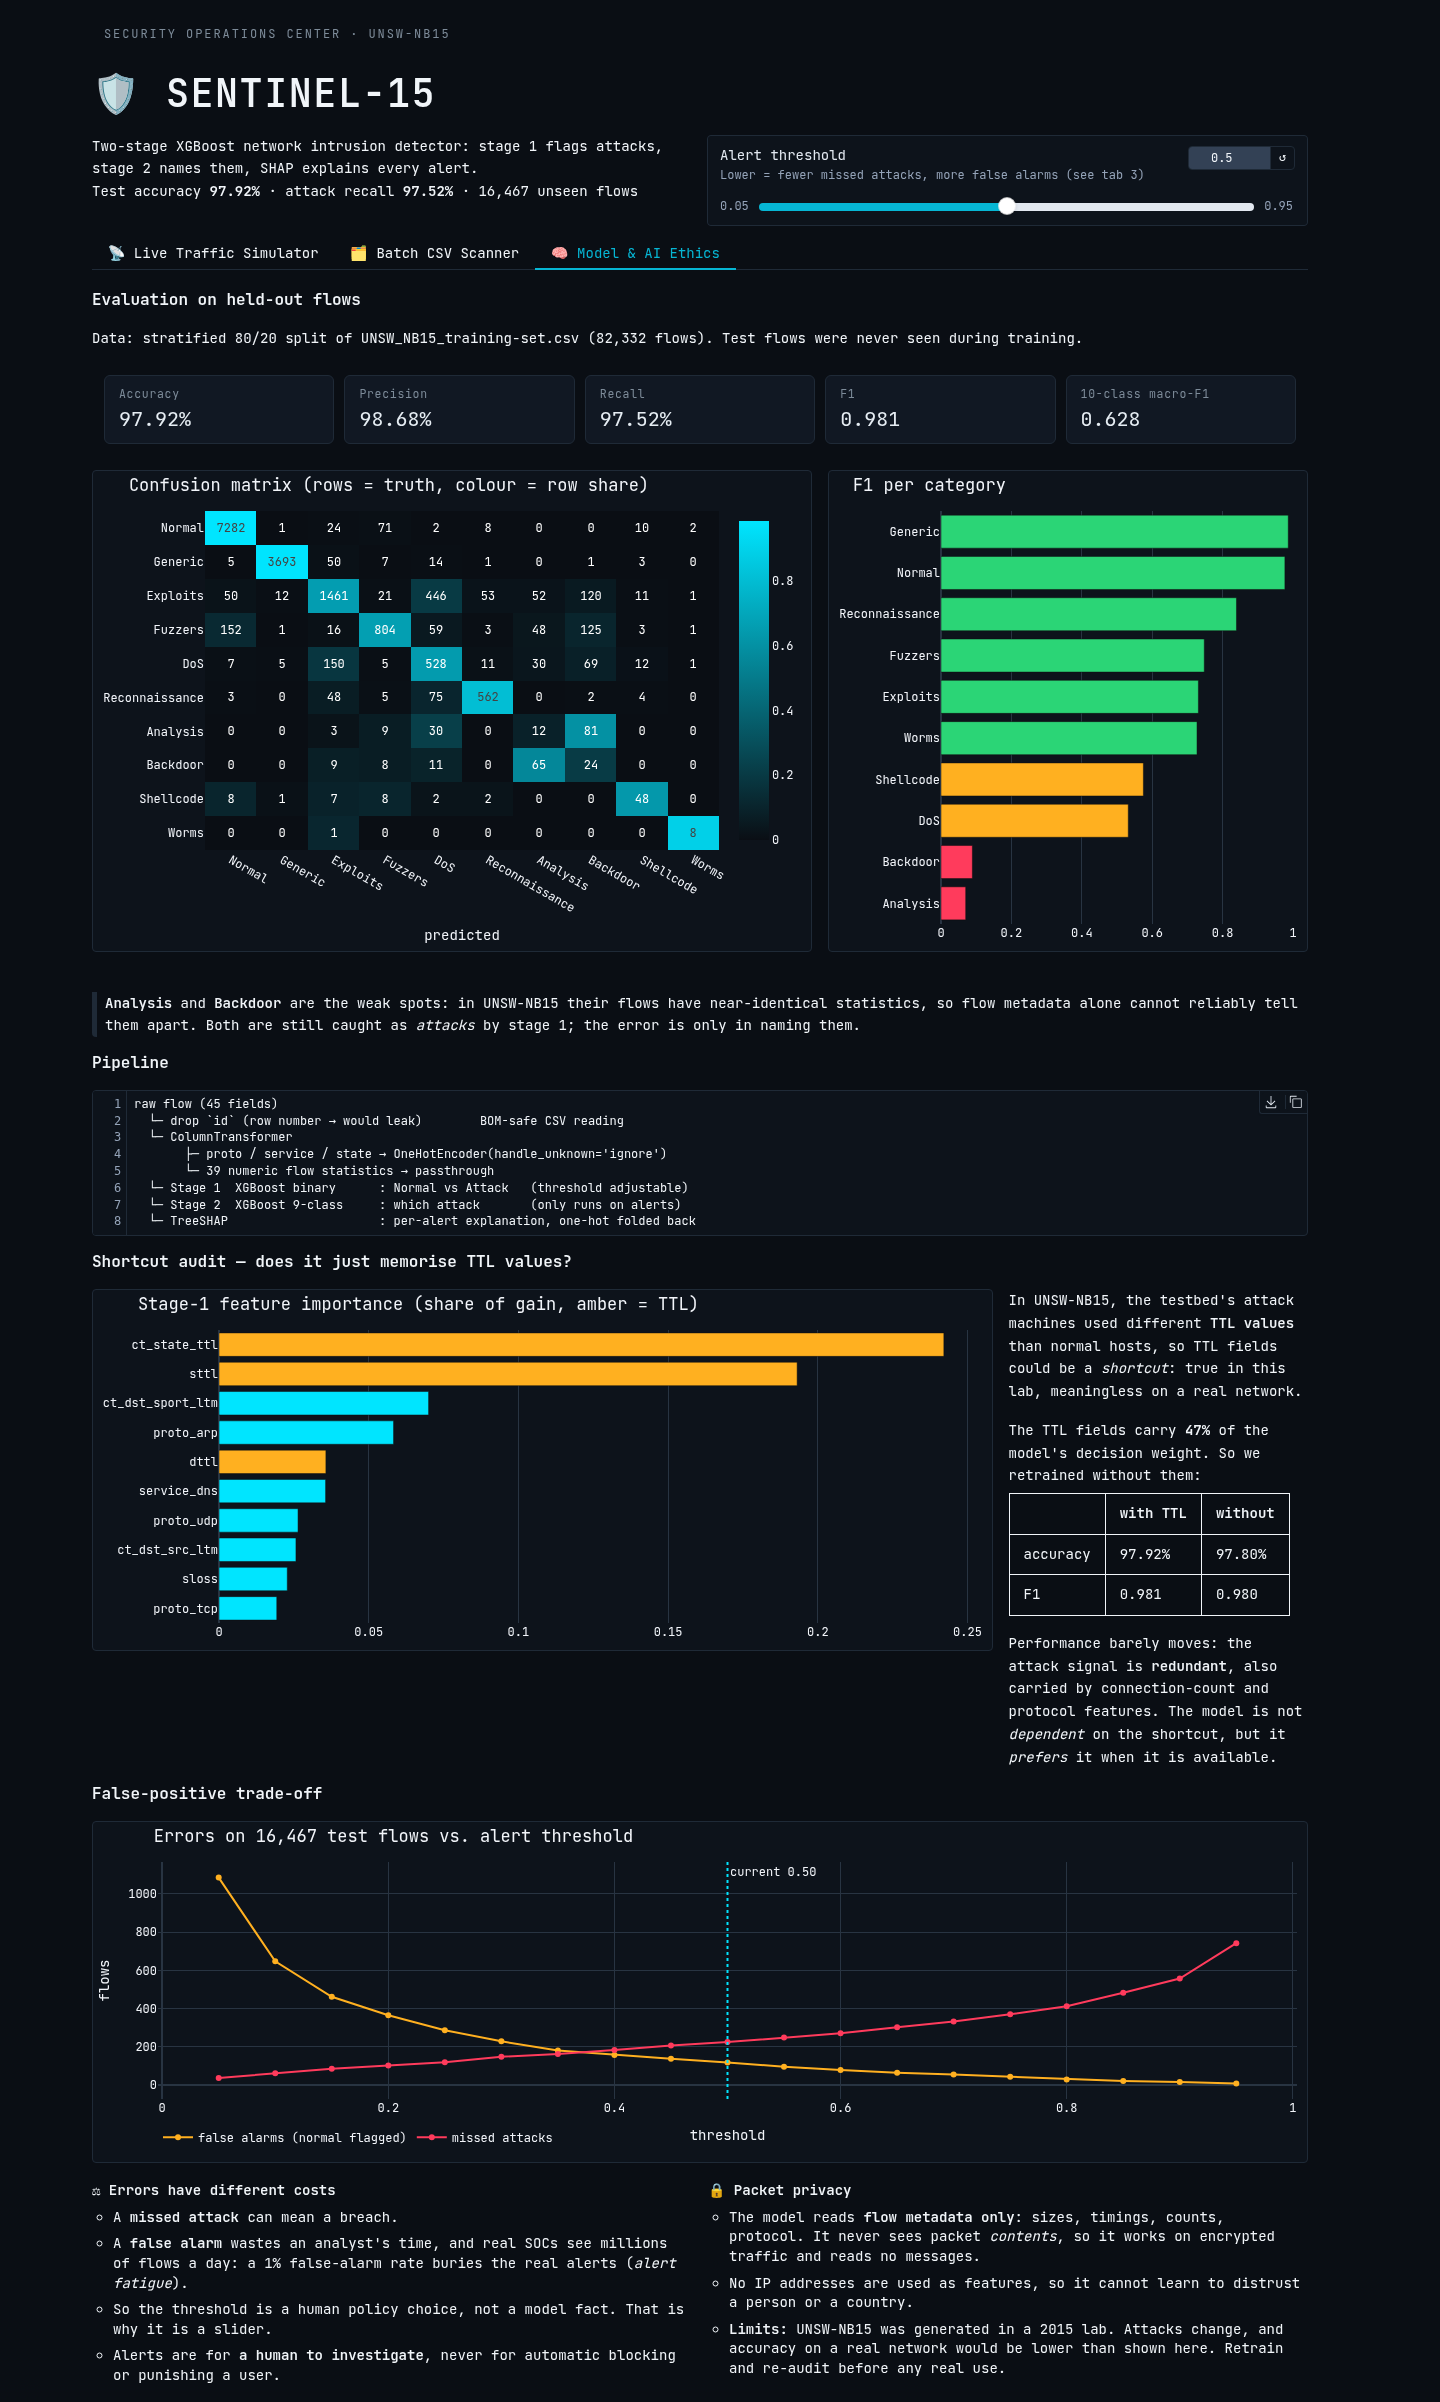 SECURITY OPERATIONS CENTER · UNSW-NB15
🛡️ SENTINEL-15
Two-stage XGBoost network intrusion detector: stage 1 flags attacks,
stage 2 names them, SHAP explains every alert.
Test accuracy 97.92% · attack recall 97.52% · 16,467 unseen flows
Alert threshold
0.5 ↺
Lower = fewer missed attacks, more false alarms (see tab 3)
0.05 0.95
📡 Live Traffic Simulator 🗂️ Batch CSV Scanner 🧠 Model & AI Ethics
Evaluation on held-out flows
Data: stratified 80/20 split of UNSW_NB15_training-set.csv (82,332 flows). Test flows were never seen during training.
Accuracy
97.92%
Precision
98.68%
Recall
97.52%
F1
0.981
10-class macro-F1
0.628
Confusion matrix (rows = truth, colour = row share)
Normal 7282 1 24 71 2 8 0 0 10 2
Generic 5 3693 50 7 14 1 0 1 3 0
Exploits 50 12 1461 21 446 53 52 120 11 1
Fuzzers 152 1 16 804 59 3 48 125 3 1
DoS 7 5 150 5 528 11 30 69 12 1
Reconnaissance 3 0 48 5 75 562 0 2 4 0
Analysis 0 0 3 9 30 0 12 81 0 0
Backdoor 0 0 9 8 11 0 65 24 0 0
Shellcode 8 1 7 8 2 2 0 0 48 0
Worms 0 0 1 0 0 0 0 0 0 8
Normal Generic Exploits Fuzzers DoS Reconnaissance Analysis Backdoor Shellcode Worms
predicted
0.8
0.6
0.4
0.2
0
F1 per category
Generic
Normal
Reconnaissance
Fuzzers
Exploits
Worms
Shellcode
DoS
Backdoor
Analysis
0 0.2 0.4 0.6 0.8 1
Analysis and Backdoor are the weak spots: in UNSW-NB15 their flows have near-identical statistics, so flow metadata alone cannot reliably tell
them apart. Both are still caught as attacks by stage 1; the error is only in naming them.
Pipeline
1 raw flow (45 fields)
2 └─ drop `id` (row number → would leak) BOM-safe CSV reading
3 └─ ColumnTransformer
4 ├─ proto / service / state → OneHotEncoder(handle_unknown='ignore')
5 └─ 39 numeric flow statistics → passthrough
6 └─ Stage 1 XGBoost binary : Normal vs Attack (threshold adjustable)
7 └─ Stage 2 XGBoost 9-class : which attack (only runs on alerts)
8 └─ TreeSHAP : per-alert explanation, one-hot folded back
Shortcut audit — does it just memorise TTL values?
Stage-1 feature importance (share of gain, amber = TTL)
ct_state_ttl
sttl
ct_dst_sport_ltm
proto_arp
dttl
service_dns
proto_udp
ct_dst_src_ltm
sloss
proto_tcp
0 0.05 0.1 0.15 0.2 0.25
In UNSW-NB15, the testbed's attack
machines used different TTL values
than normal hosts, so TTL fields
could be a shortcut: true in this
lab, meaningless on a real network.
The TTL fields carry 47% of the
model's decision weight. So we
retrained without them:
with TTL without
accuracy 97.92% 97.80%
F1 0.981 0.980
Performance barely moves: the
attack signal is redundant, also
carried by connection-count and
protocol features. The model is not
dependent on the shortcut, but it
prefers it when it is available.
False-positive trade-off
Errors on 16,467 test flows vs. alert threshold
current 0.50
1000
800
600
400
200
0
flows
0 0.2 0.4 0.6 0.8 1
threshold
false alarms (normal flagged) missed attacks
⚖ Errors have different costs
◦ A missed attack can mean a breach.
◦ A false alarm wastes an analyst's time, and real SOCs see millions
of flows a day: a 1% false-alarm rate buries the real alerts (alert
fatigue).
◦ So the threshold is a human policy choice, not a model fact. That is
why it is a slider.
◦ Alerts are for a human to investigate, never for automatic blocking
or punishing a user.
🔒 Packet privacy
◦ The model reads flow metadata only: sizes, timings, counts,
protocol. It never sees packet contents, so it works on encrypted
traffic and reads no messages.
◦ No IP addresses are used as features, so it cannot learn to distrust
a person or a country.
◦ Limits: UNSW-NB15 was generated in a 2015 lab. Attacks change, and
accuracy on a real network would be lower than shown here. Retrain
and re-audit before any real use.